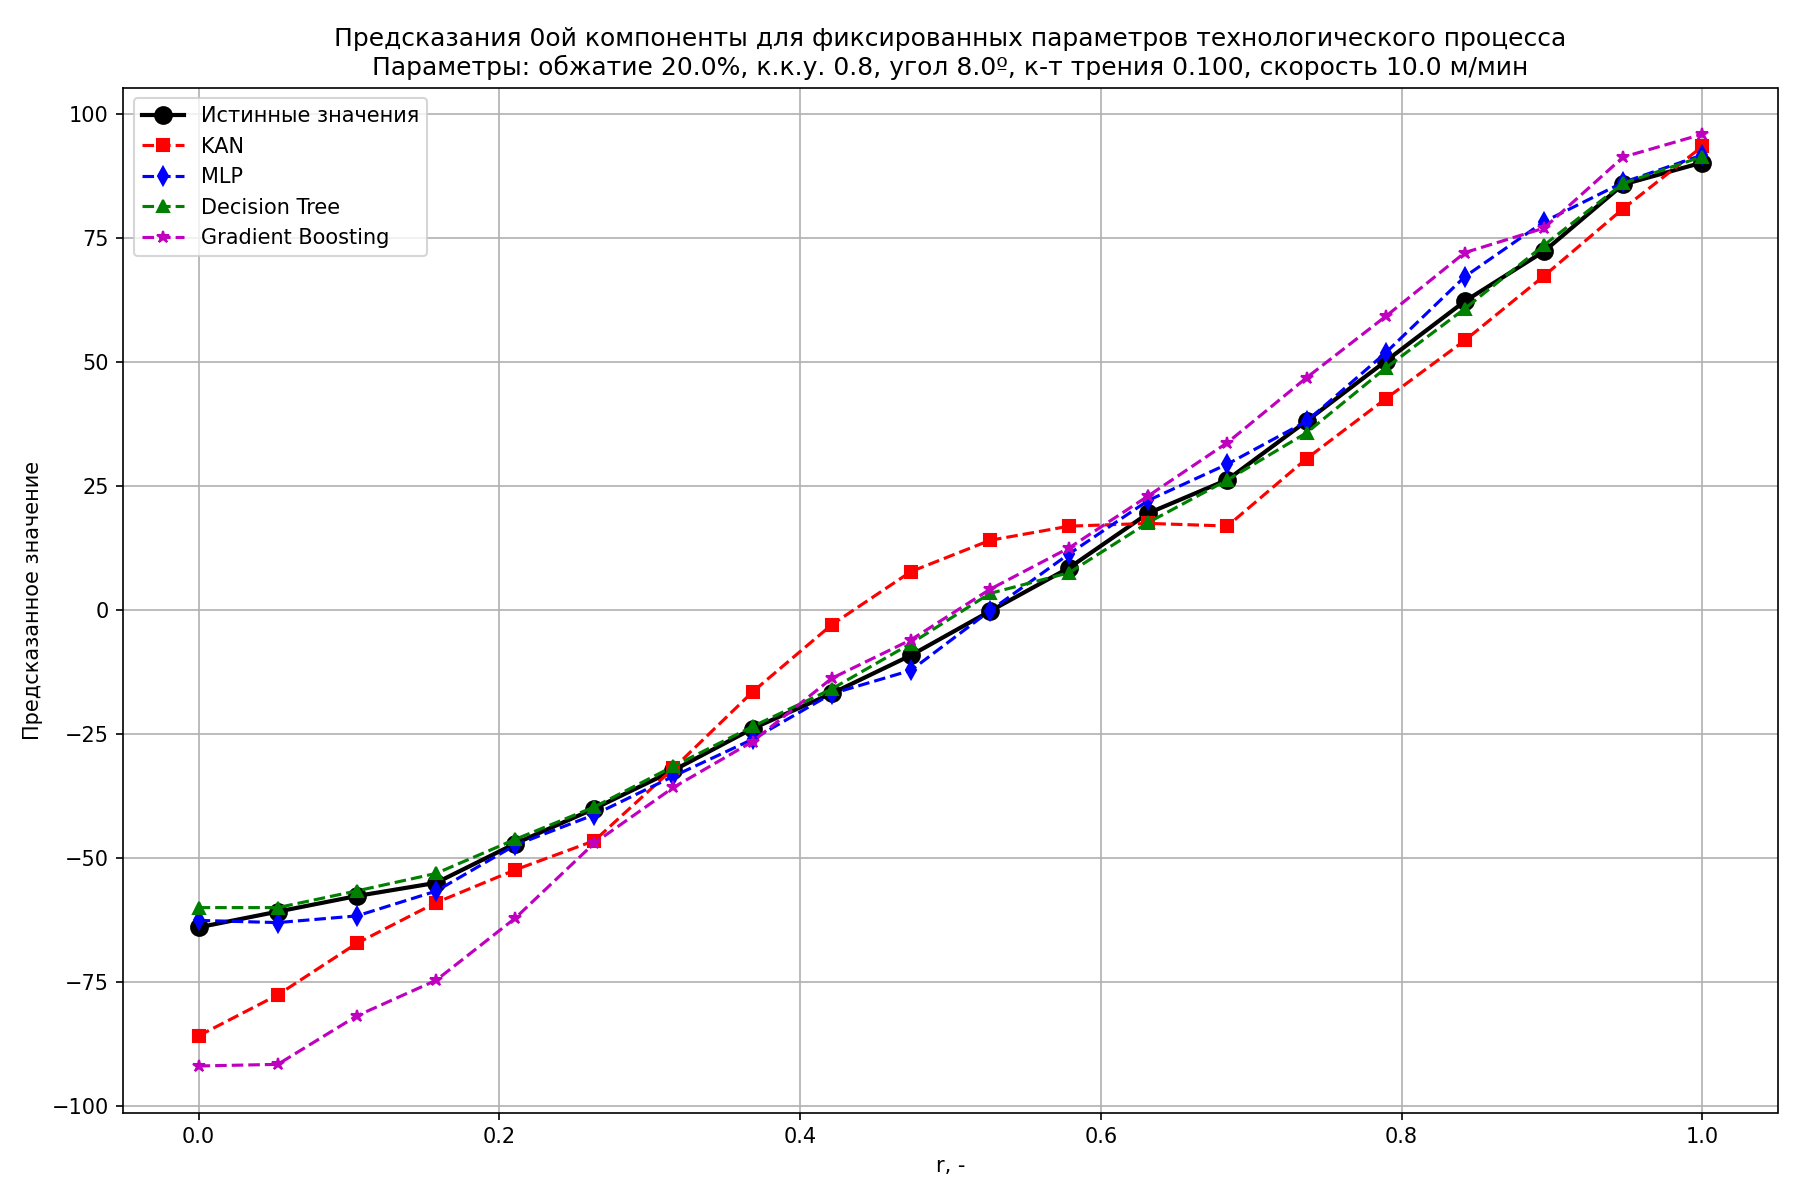 Предсказания 0ой компоненты для фиксированных параметров технологического процесса
Параметры: обжатие 20.0%, к.к.у. 0.8, угол 8.0º, к-т трения 0.100, скорость 10.0 м/мин
Истинные значения
KAN
MLP
Decision Tree
Gradient Boosting
Предсказанное значение
100
75
50
25
0
−25
−50
−75
−100
0.0
0.2
0.4
0.6
0.8
1.0
r, -